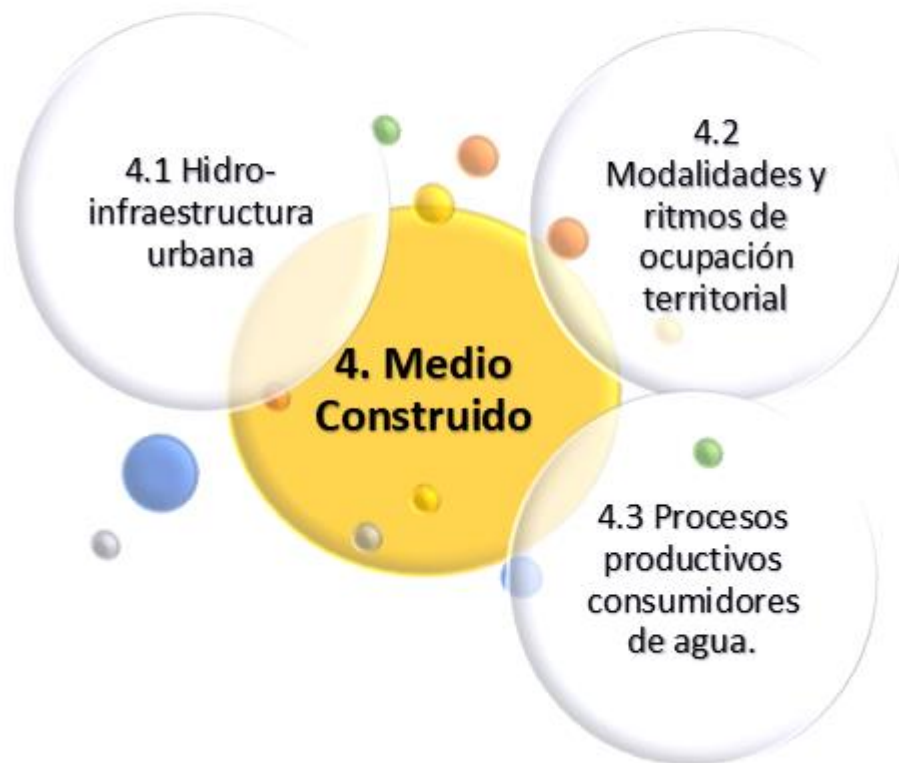 4.1 Hidro-
infraestructura
urbana
4.2
Modalidades y
ritmos de
ocupación
territorial
4. Medio
Construido
4.3 Procesos
productivos
consumidores
de agua.